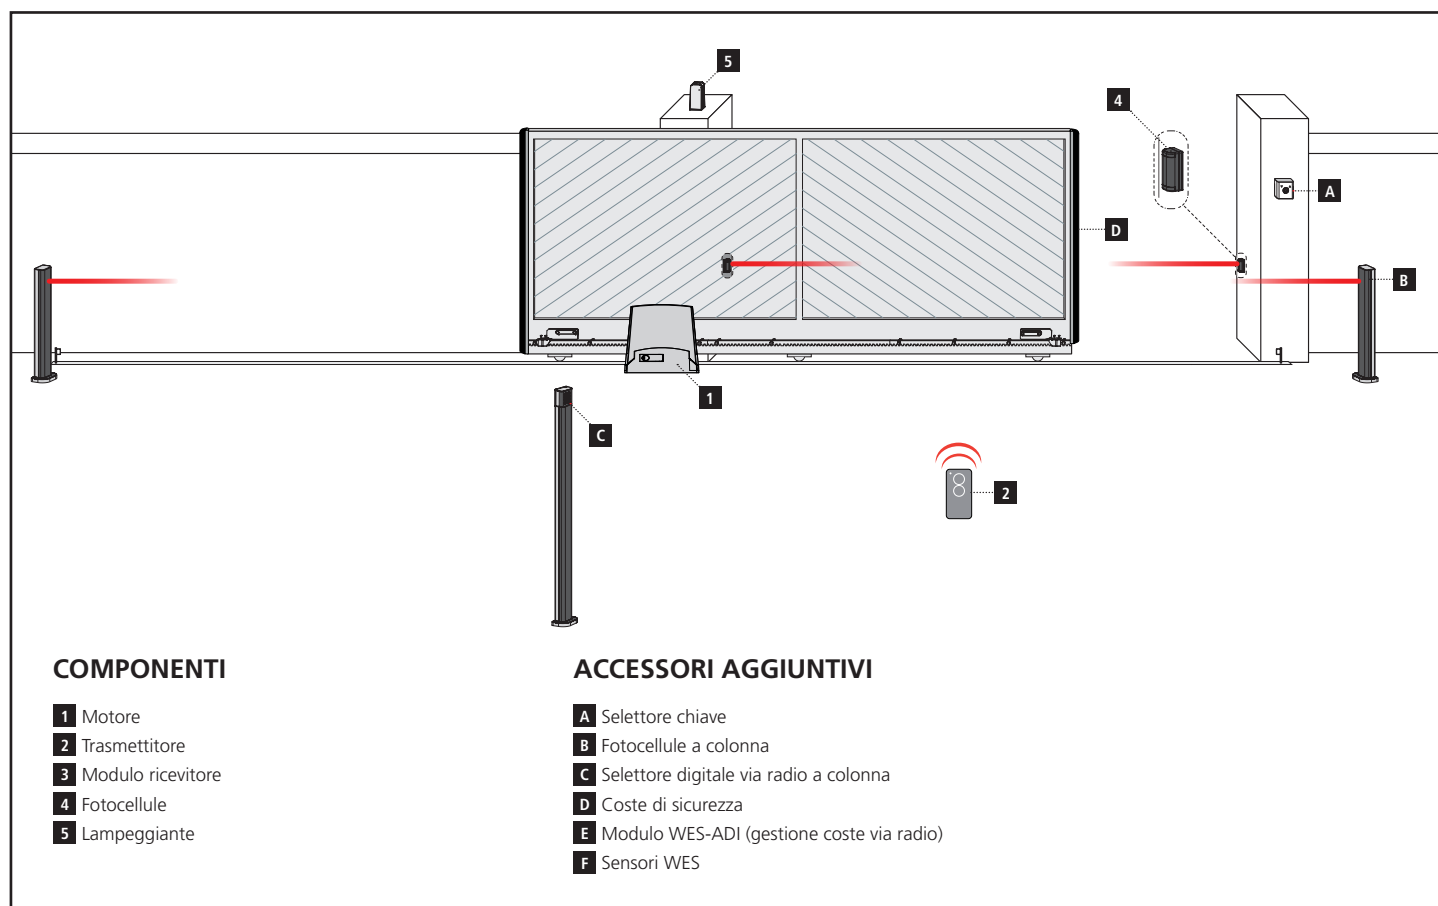 5
4
A
D
B
1
C
2
COMPONENTI
1 Motore
2 Trasmettitore
3 Modulo ricevitore
4 Fotocellule
5 Lampeggiante
ACCESSORI AGGIUNTIVI
A Selettore chiave
B Fotocellule a colonna
C Selettore digitale via radio a colonna
D Coste di sicurezza
E Modulo WES-ADI (gestione coste via radio)
F Sensori WES